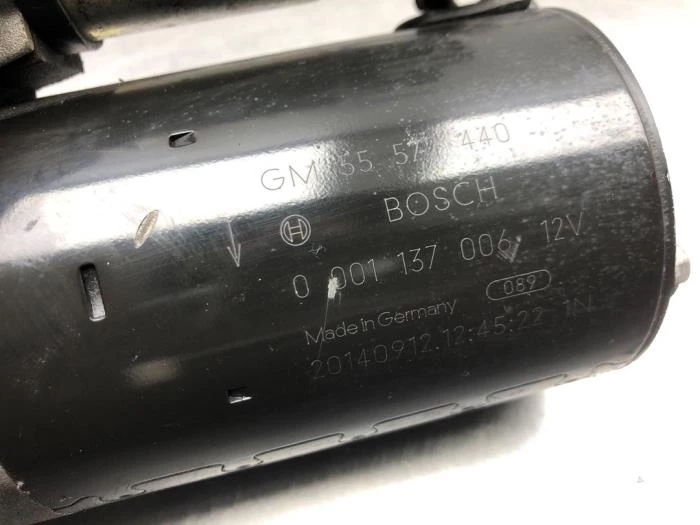 GM 55 57 440
BOSCH
0 001 137 006 12V
089
Made in Germany
20140912.12:45:22 1N